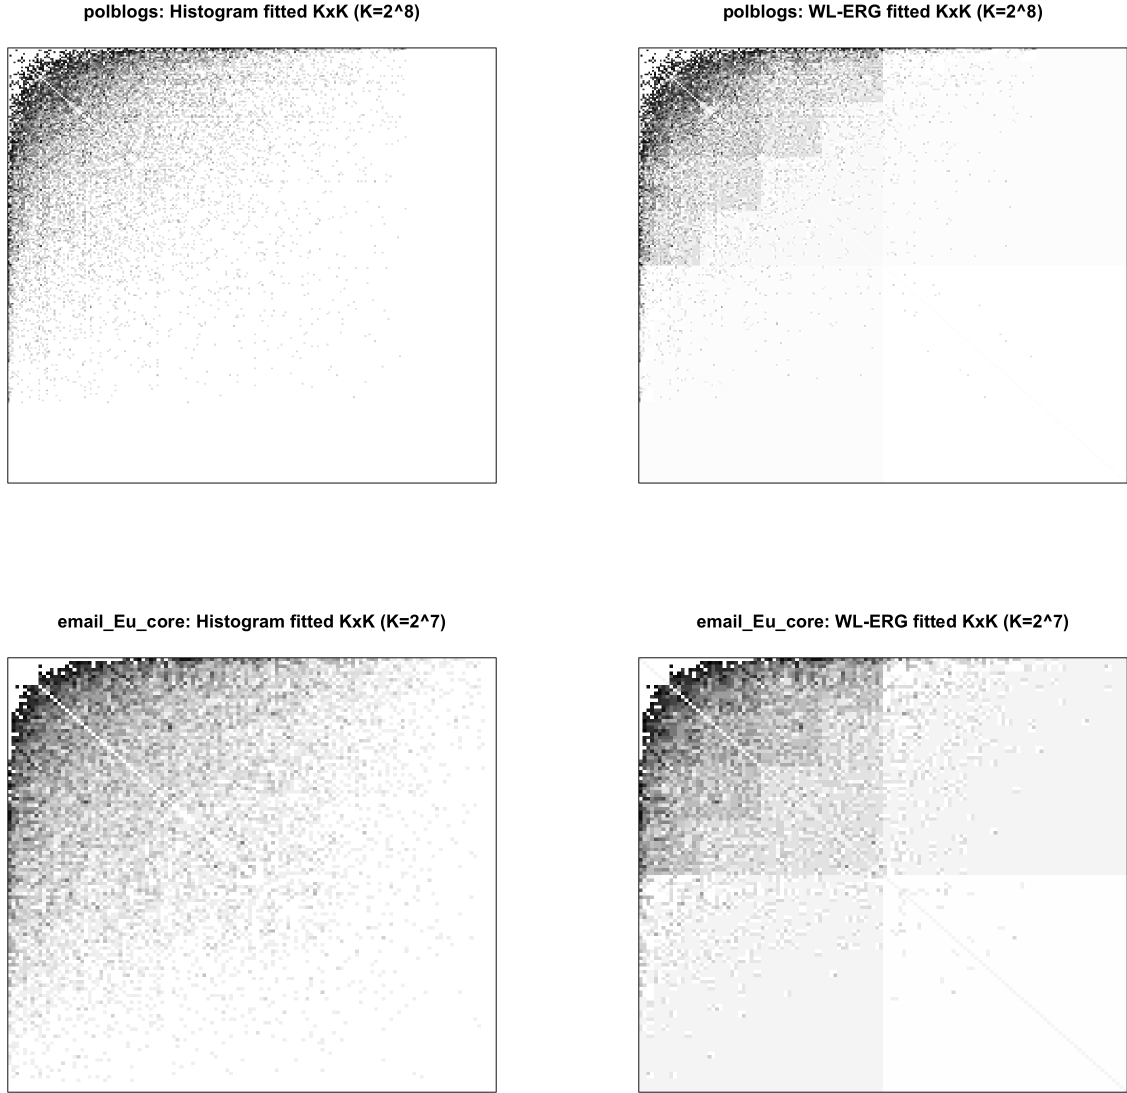 polblogs: Histogram fitted KxK (K=2^8)
polblogs: WL-ERG fitted KxK (K=2^8)
email_Eu_core: Histogram fitted KxK (K=2^7)
email_Eu_core: WL-ERG fitted KxK (K=2^7)